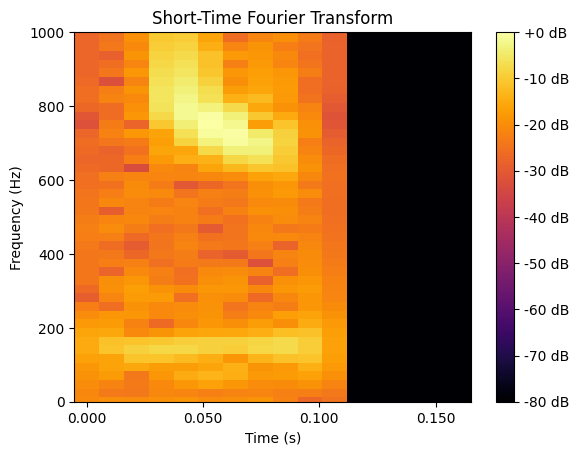 Short-Time Fourier Transform
Frequency (Hz)
1000
800
600
400
200
0
0.000
0.050
0.100
0.150
Time (s)
+0 dB
-10 dB
-20 dB
-30 dB
-40 dB
-50 dB
-60 dB
-70 dB
-80 dB